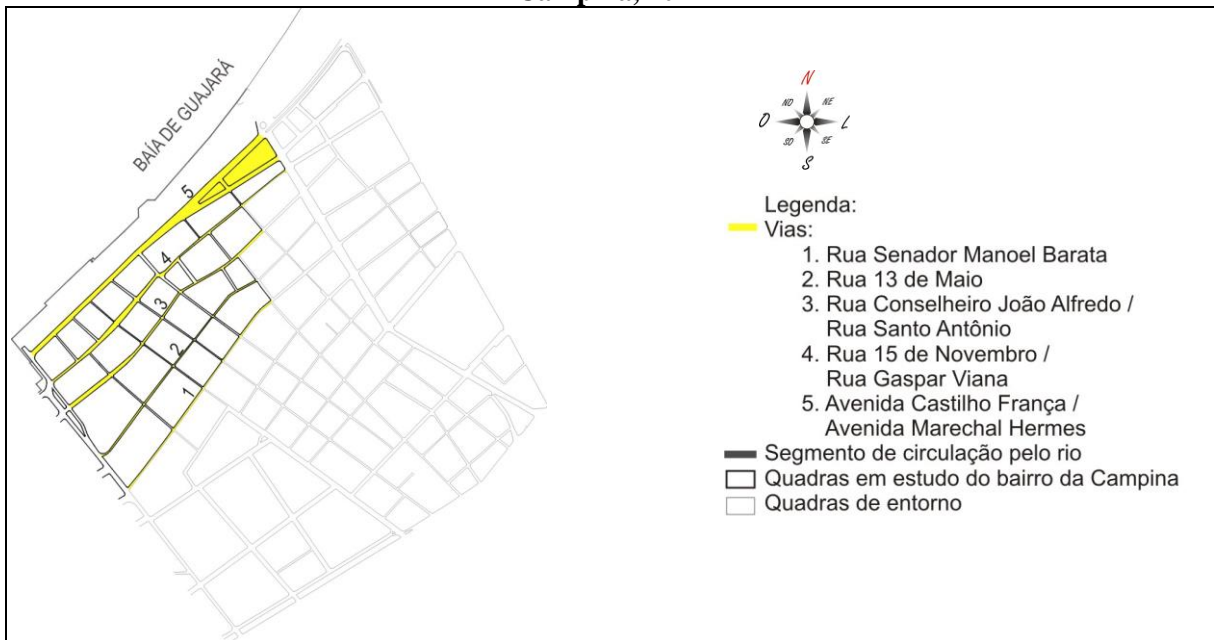 BAÍA DE GUAJARÁ
5
4
3
2
1
N
NO NE
O L
SO SE
S
Legenda:
Vias:
1. Rua Senador Manoel Barata
2. Rua 13 de Maio
3. Rua Conselheiro João Alfredo /
Rua Santo Antônio
4. Rua 15 de Novembro /
Rua Gaspar Viana
5. Avenida Castilho França /
Avenida Marechal Hermes
Segmento de circulação pelo rio
Quadras em estudo do bairro da Campina
Quadras de entorno